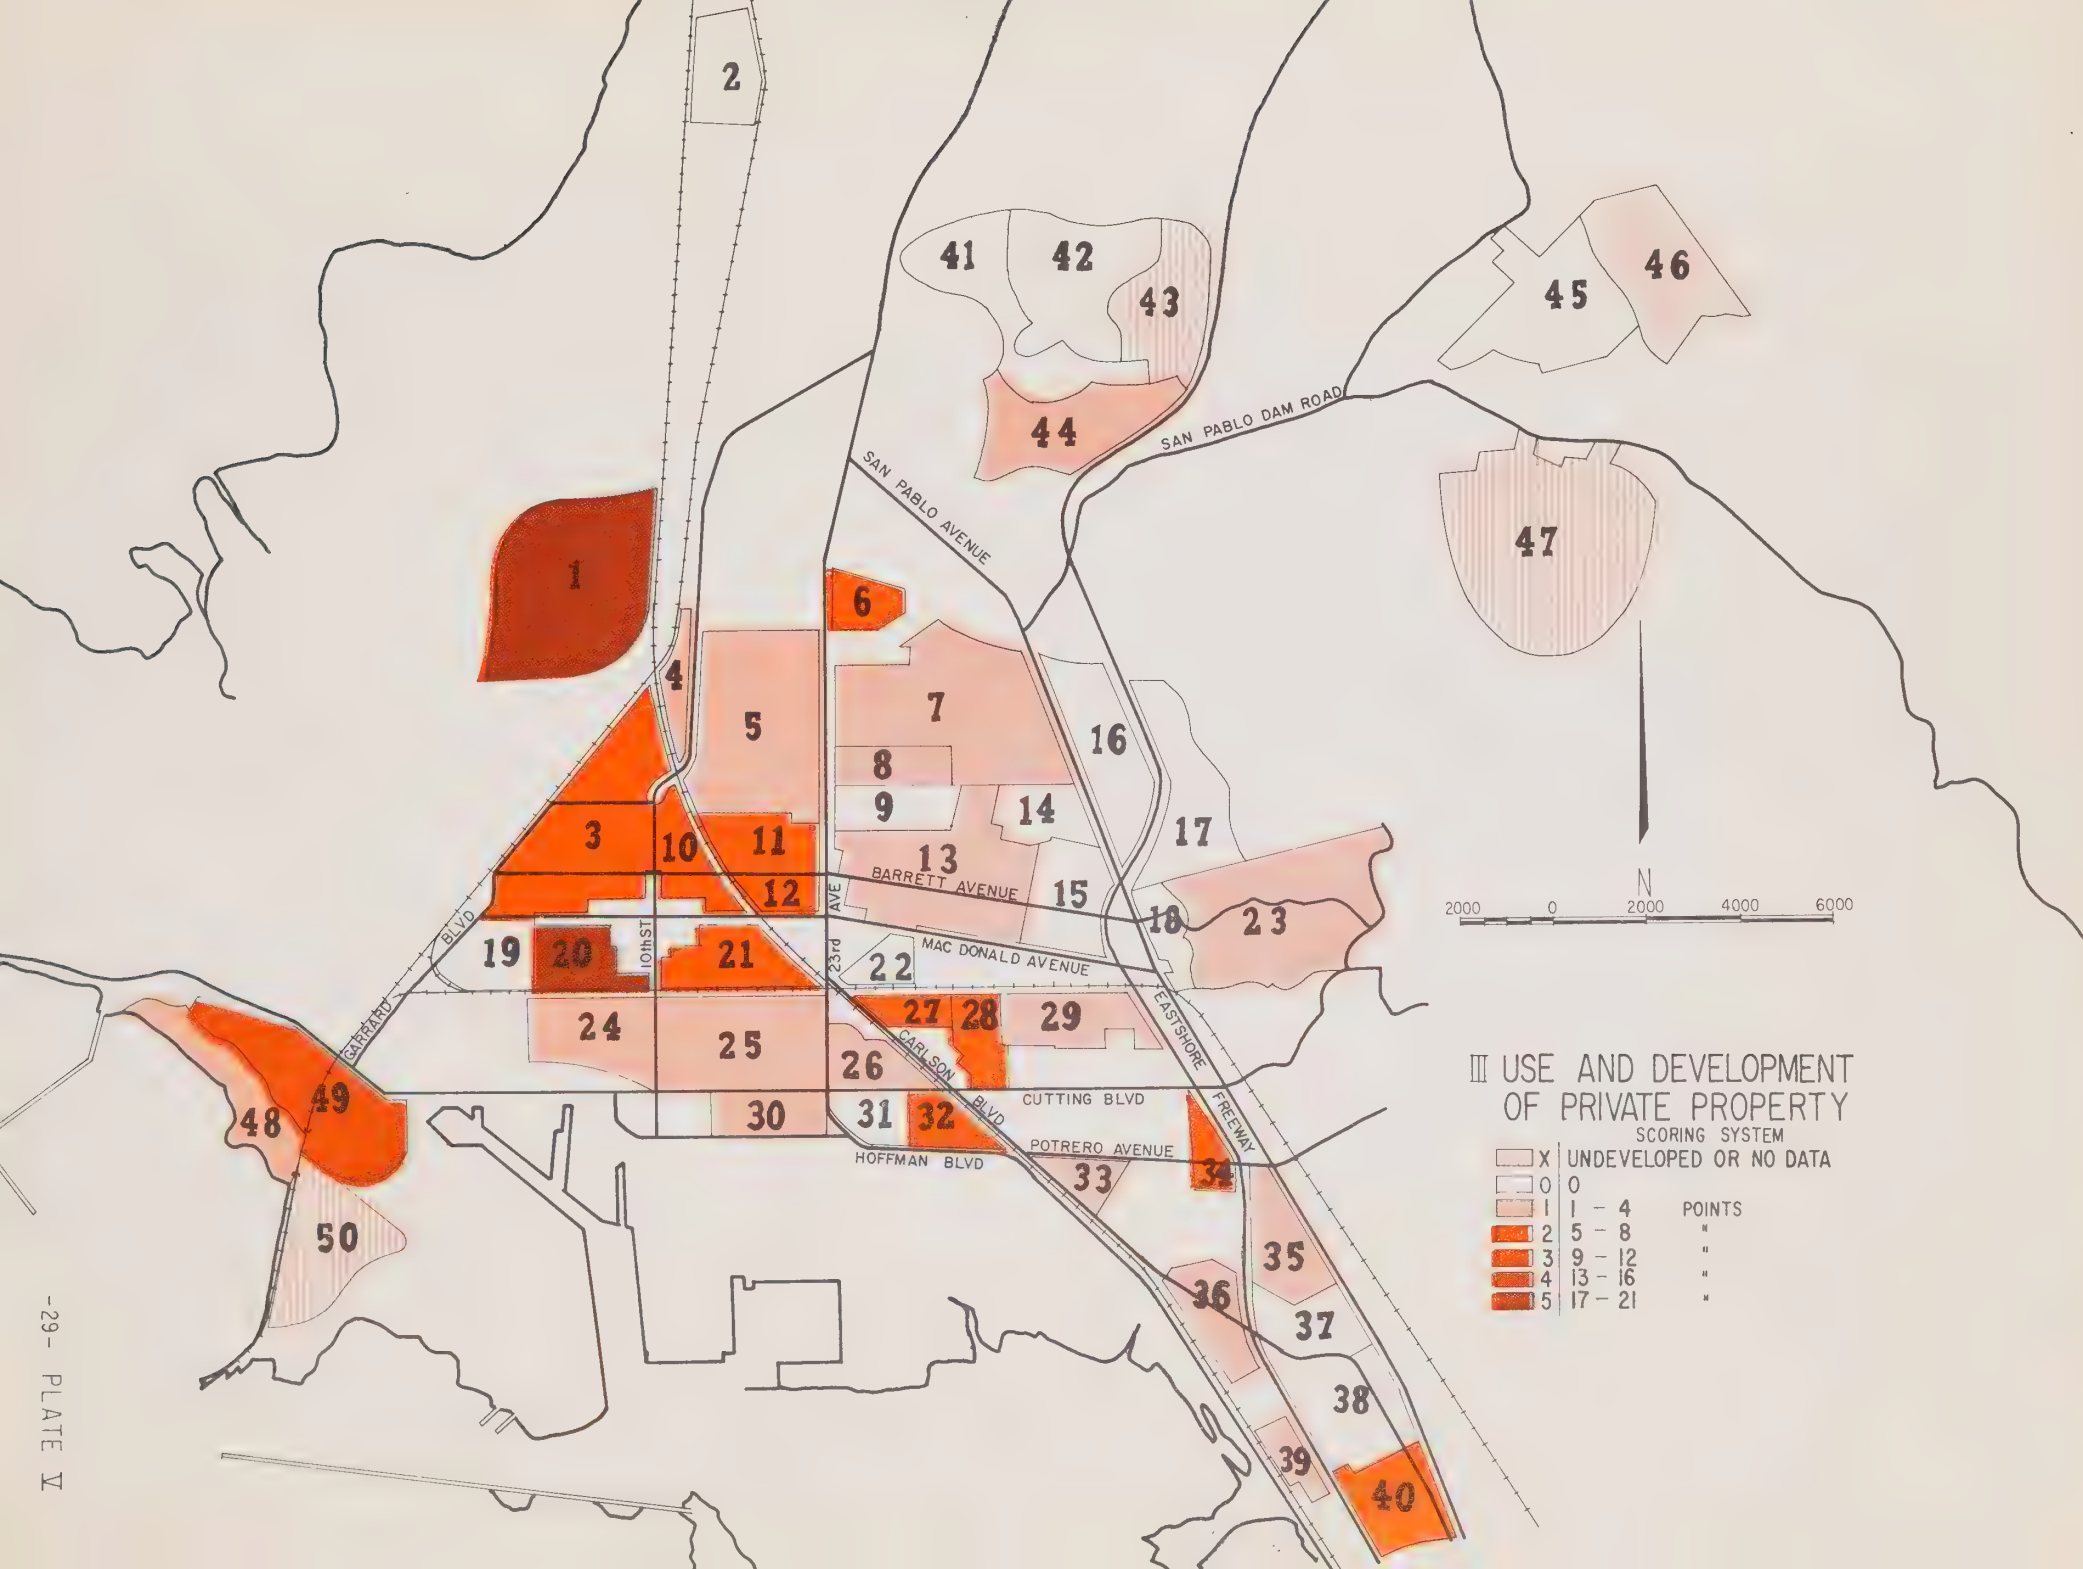 2
41
42
43
44
45
46
47
SAN PABLO DAM ROAD
SAN PABLO AVENUE
6
4
5
7
8
9
16
14
17
3
10
11
12
13
BARRETT AVENUE
15
18
23
AVE
23rd
BLVD
GARRARD
19
20
10th ST
21
22
MAC DONALD AVENUE
EASTSHORE
FREEWAY
24
25
26
27
28
29
CARLSON
BLVD
CUTTING BLVD
30
31
32
HOFFMAN BLVD
POTRERO AVENUE
33
34
35
36
37
38
39
40
48
49
50
N
2000 0 2000 4000 6000
III USE AND DEVELOPMENT
OF PRIVATE PROPERTY
SCORING SYSTEM
X UNDEVELOPED OR NO DATA
0 0
1 1 - 4 POINTS
2 5 - 8 "
3 9 - 12 "
4 13 - 16 "
5 17 - 21 "
-29- PLATE V